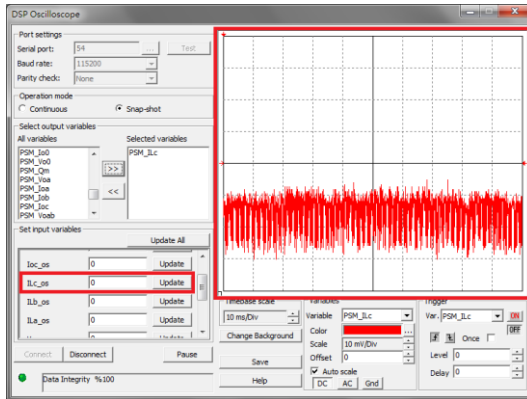 DSP Oscilloscope
Port settings
Serial port: 54 ... Test
Baud rate: 115200
Parity check: None
Operation mode
Continuous Snap-shot
Select output variables
All variables Selected variables
PSM_Io0
PSM_Vo0
PSM_Qm
PSM_Voa
PSM_Ioa
PSM_Iob
PSM_Ioc
PSM_Voab
>>
<<
PSM_ILc
Set input variables
Update All
Ioc_os 0 Update
ILc_os 0 Update
ILb_os 0 Update
ILa_os 0 Update
Connect Disconnect Pause
Data Integrity %100
Timebase scale
10 ms/Div
Change Background
Save
Help
Variables
Variable PSM_ILc
Color ...
Scale 10 mV/Div
Offset 0
Auto scale
DC AC Gnd
Trigger
Var. PSM_ILc ON
OFF
Once
Level 0
Delay 0